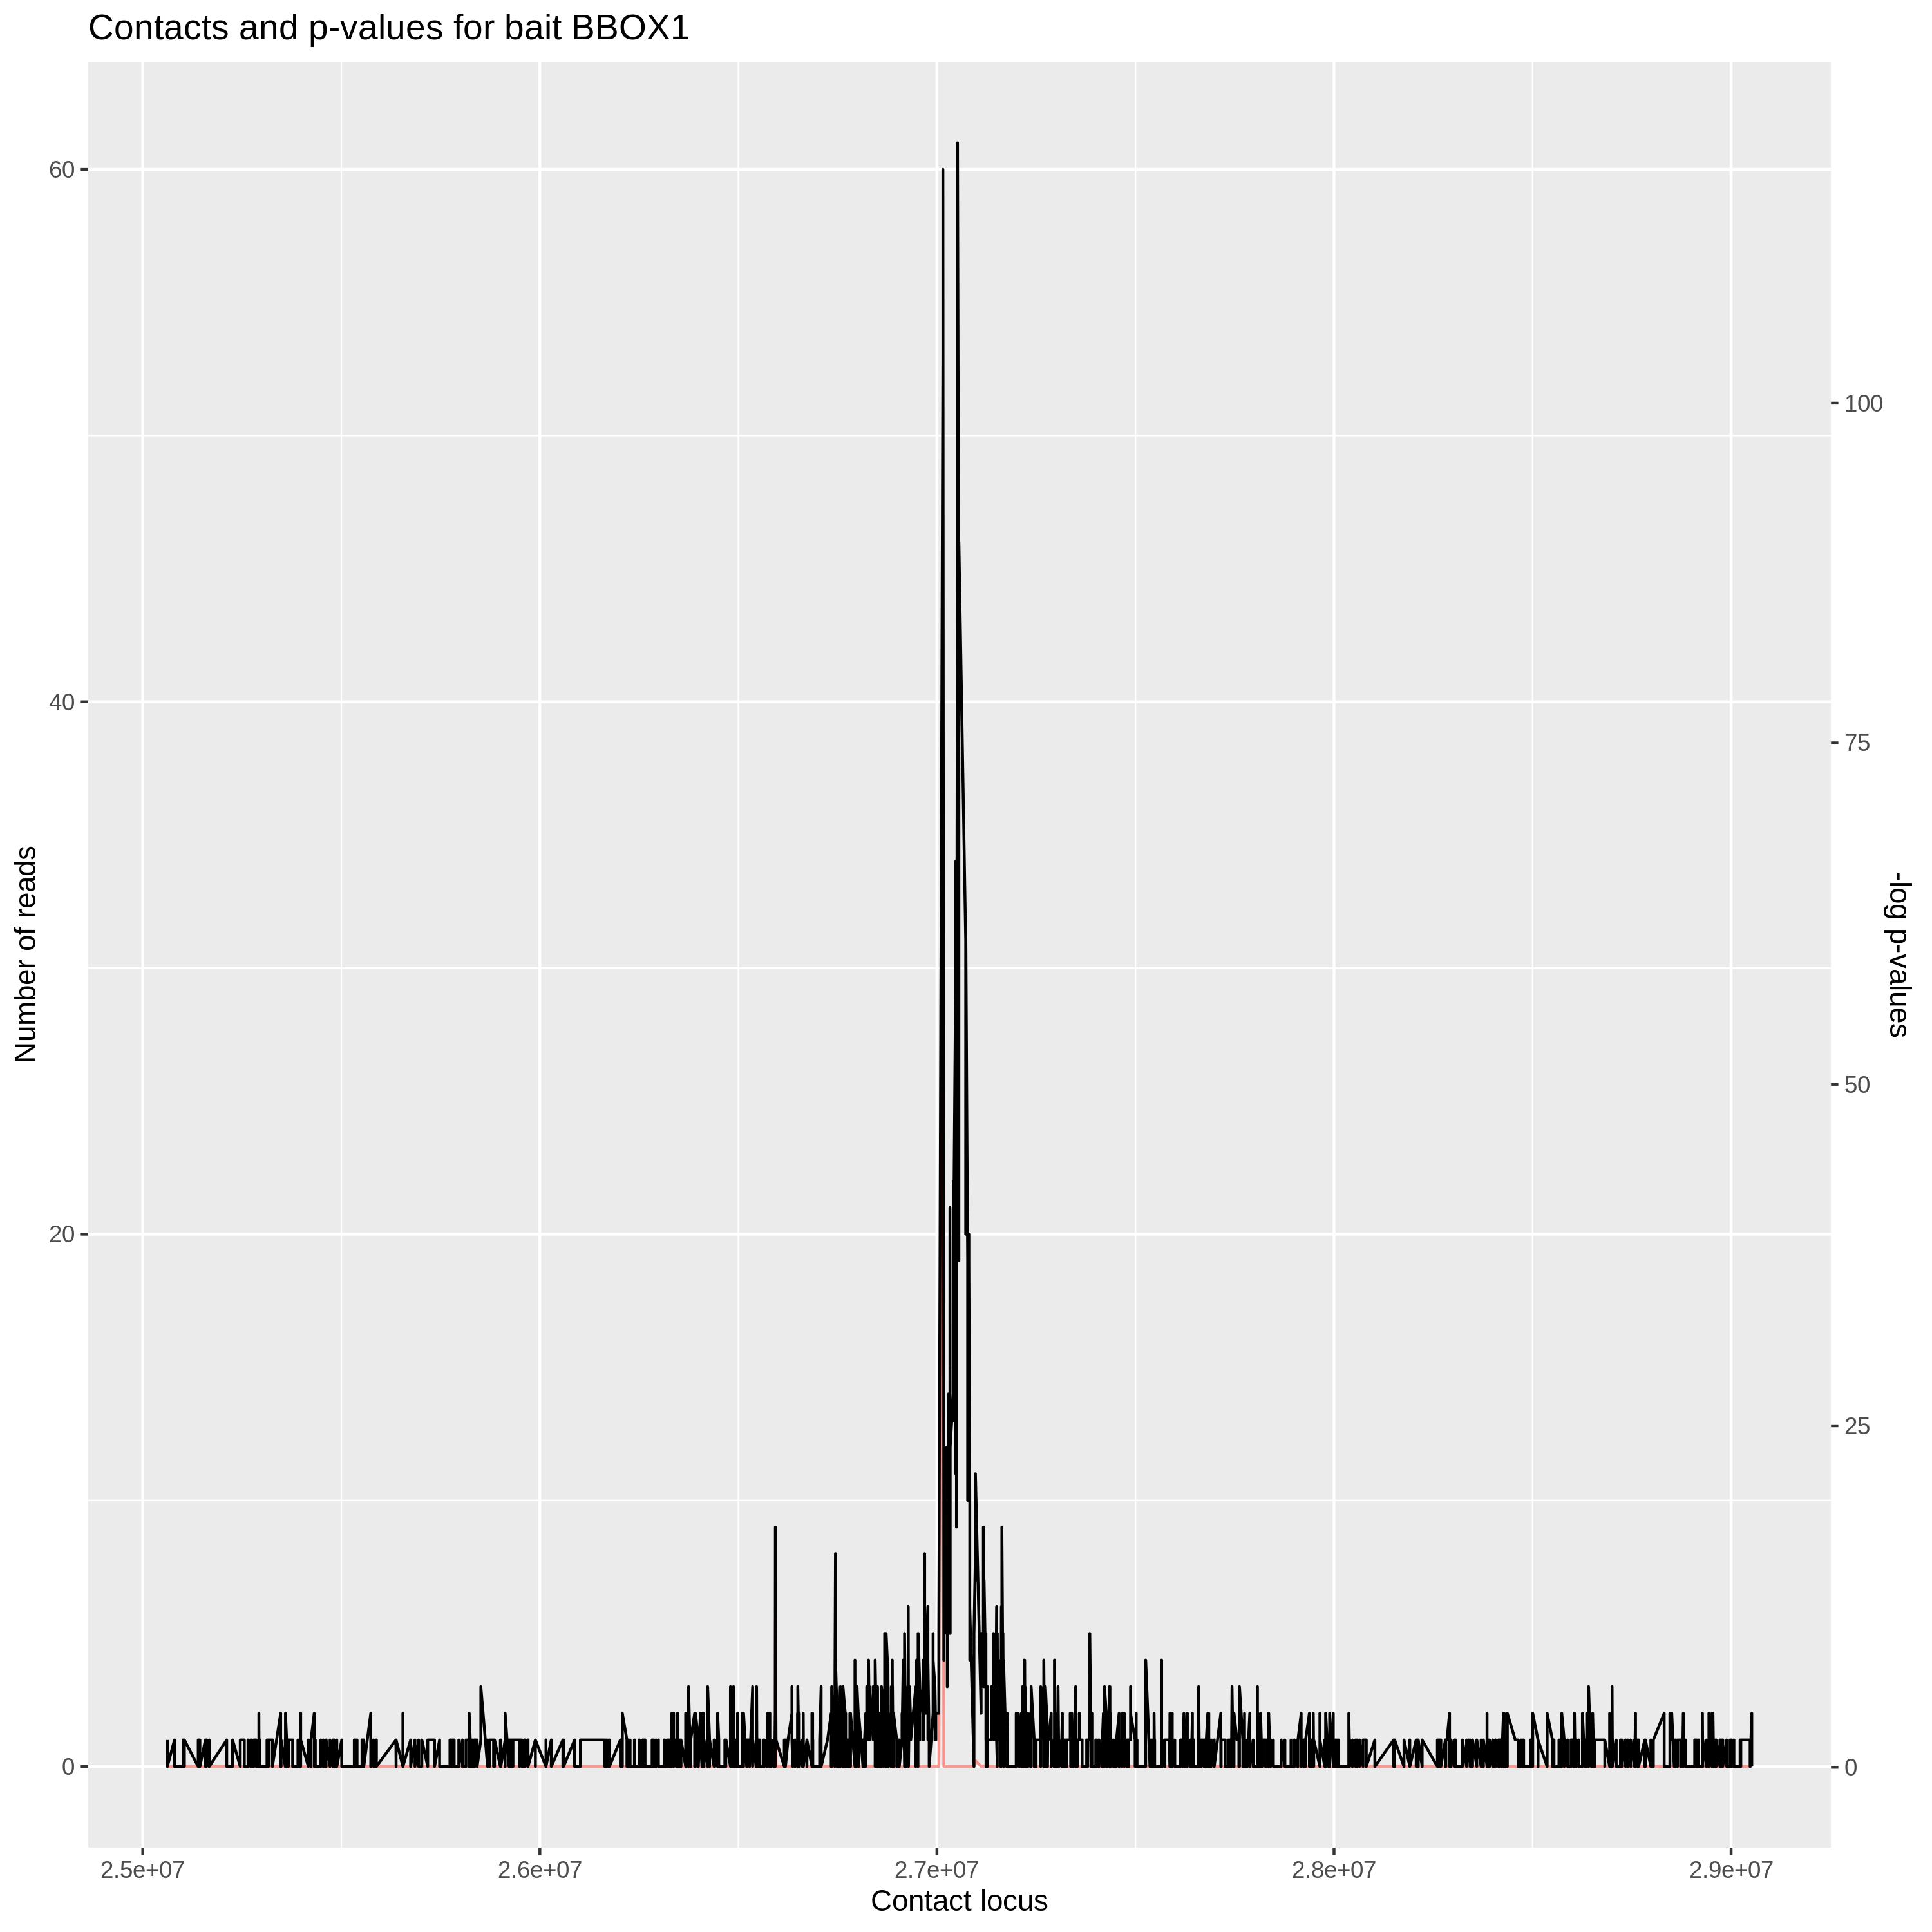 Contacts and p-values for bait BBOX1
60
40
20
0
Number of reads
100
75
50
25
0
-log p-values
2.5e+07
2.6e+07
2.7e+07
2.8e+07
2.9e+07
Contact locus